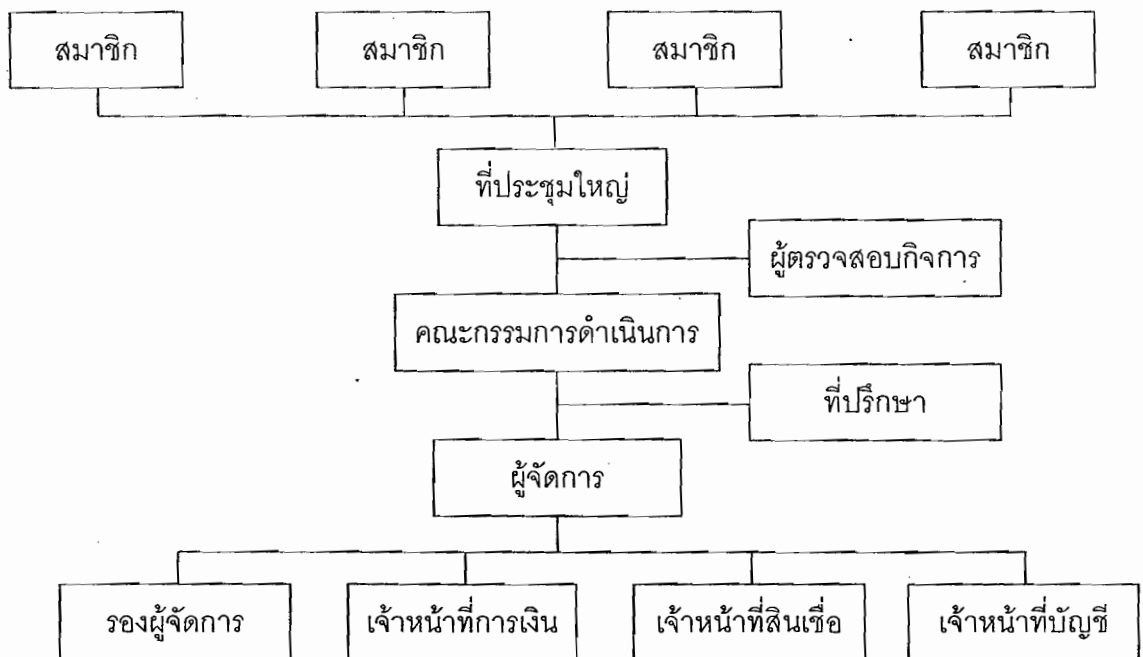 สมาชิก
สมาชิก
สมาชิก
สมาชิก
ที่ประชุมใหญ่
ผู้ตรวจสอบกิจการ
คณะกรรมการดำเนินการ
ที่ปรึกษา
ผู้จัดการ
รองผู้จัดการ
เจ้าหน้าที่การเงิน
เจ้าหน้าที่สินเชื่อ
เจ้าหน้าที่บัญชี